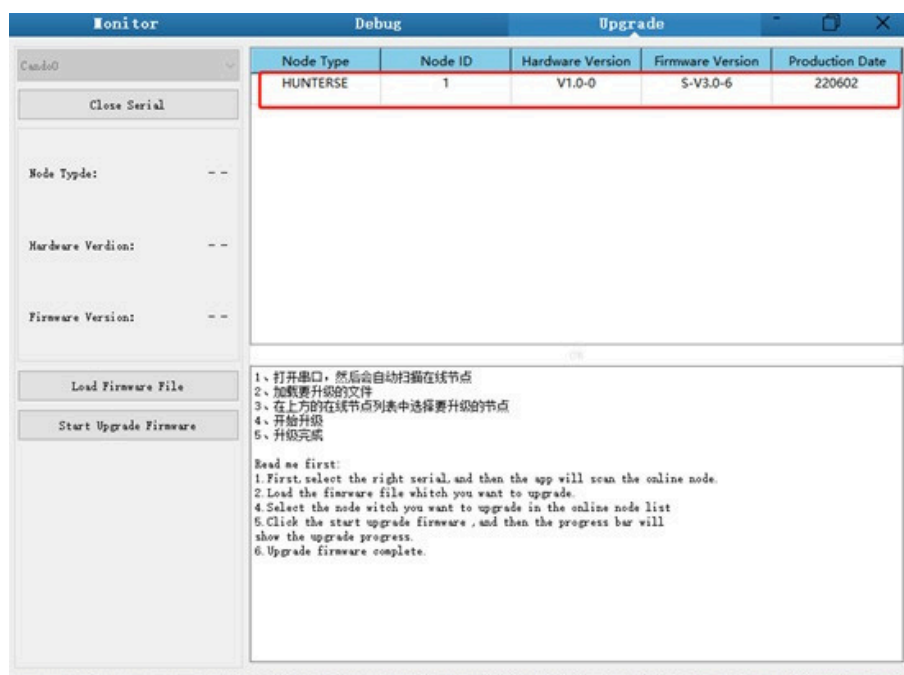 Monitor Debug Upgrade
Cando0
Close Serial
Node Typde: --
Hardware Verdion: --
Firmware Version: --
Load Firmware File
Start Upgrade Firmware
Node Type Node ID Hardware Version Firmware Version Production Date
HUNTERSE 1 V1.0-0 S-V3.0-6 220602
1、打开串口，然后会自动扫描在线节点
2、加载要升级的文件
3、在上方的在线节点列表中选择要升级的节点
4、开始升级
5、升级完成
Read me first:
1.First,select the right serial,and then the app will scan the online node.
2.Load the fimrware file whitch you want to upgrade.
4.Select the node witch you want to upgrade in the online node list
5.Click the start upgrade firmware ,and then the progress bar will
show the upgrade progress.
6.Upgrade firmware complete.